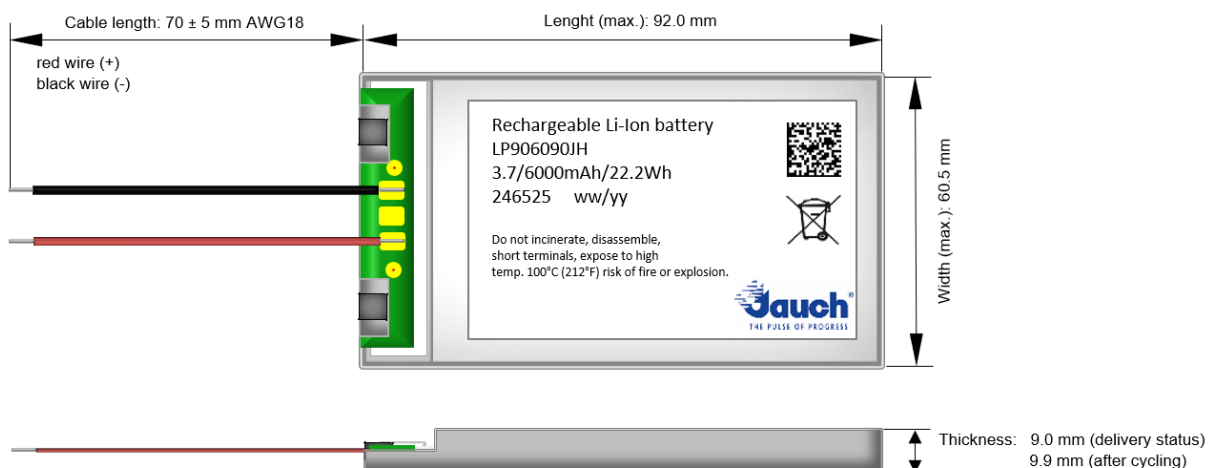 Cable length: 70 ± 5 mm AWG18
Lenght (max.): 92.0 mm
red wire (+)
black wire (-)
Rechargeable Li-Ion battery
LP906090JH
3.7/6000mAh/22.2Wh
246525 ww/yy
Do not incinerate, disassemble,
short terminals, expose to high
temp. 100°C (212°F) risk of fire or explosion.
Jauch®
THE PULSE OF PROGRESS
Width (max.): 60.5 mm
Thickness: 9.0 mm (delivery status)
9.9 mm (after cycling)